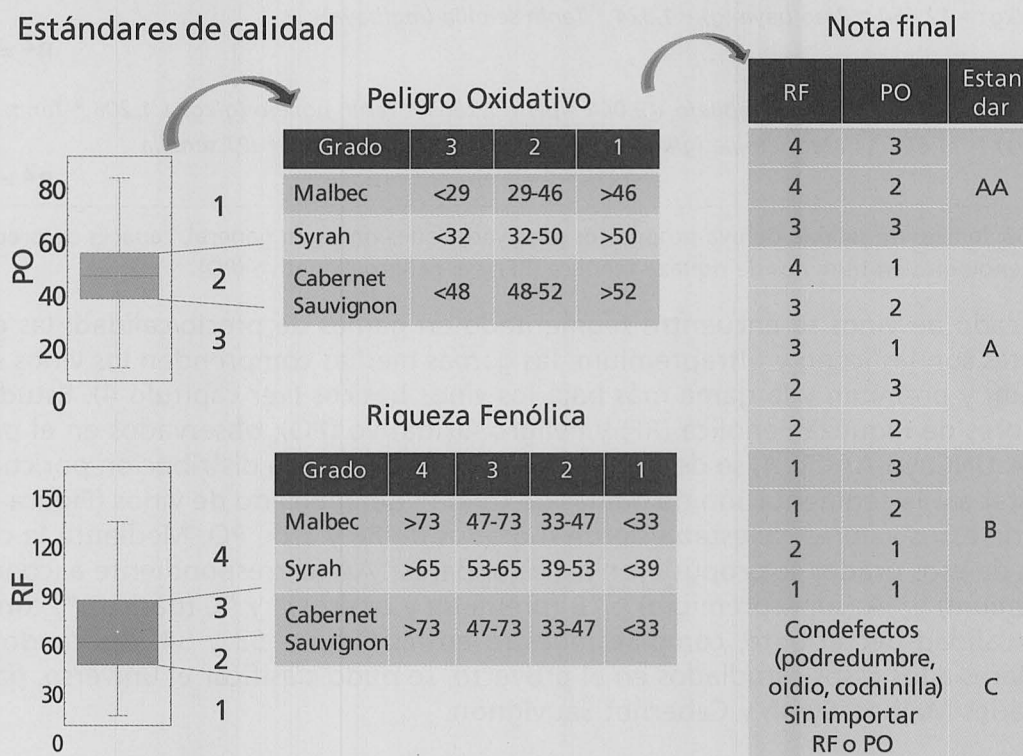 Estándares de calidad
PO
80
60
40
20
0
1
2
3
RF
150
120
90
60
30
0
4
3
2
1
Peligro Oxidativo
Grado 3 2 1
Malbec <29 29-46 >46
Syrah <32 32-50 >50
Cabernet
Sauvignon <48 48-52 >52
Riqueza Fenólica
Grado 4 3 2 1
Malbec >73 47-73 33-47 <33
Syrah >65 53-65 39-53 <39
Cabernet
Sauvignon >73 47-73 33-47 <33
Nota final
RF PO Estan
dar
4 3
4 2 AA
3 3
4 1
3 2
3 1 A
2 3
2 2
1 3
1 2 B
2 1
1 1
Condefectos
(podredumbre,
oidio, cochinilla) C
Sin importar
RF o PO